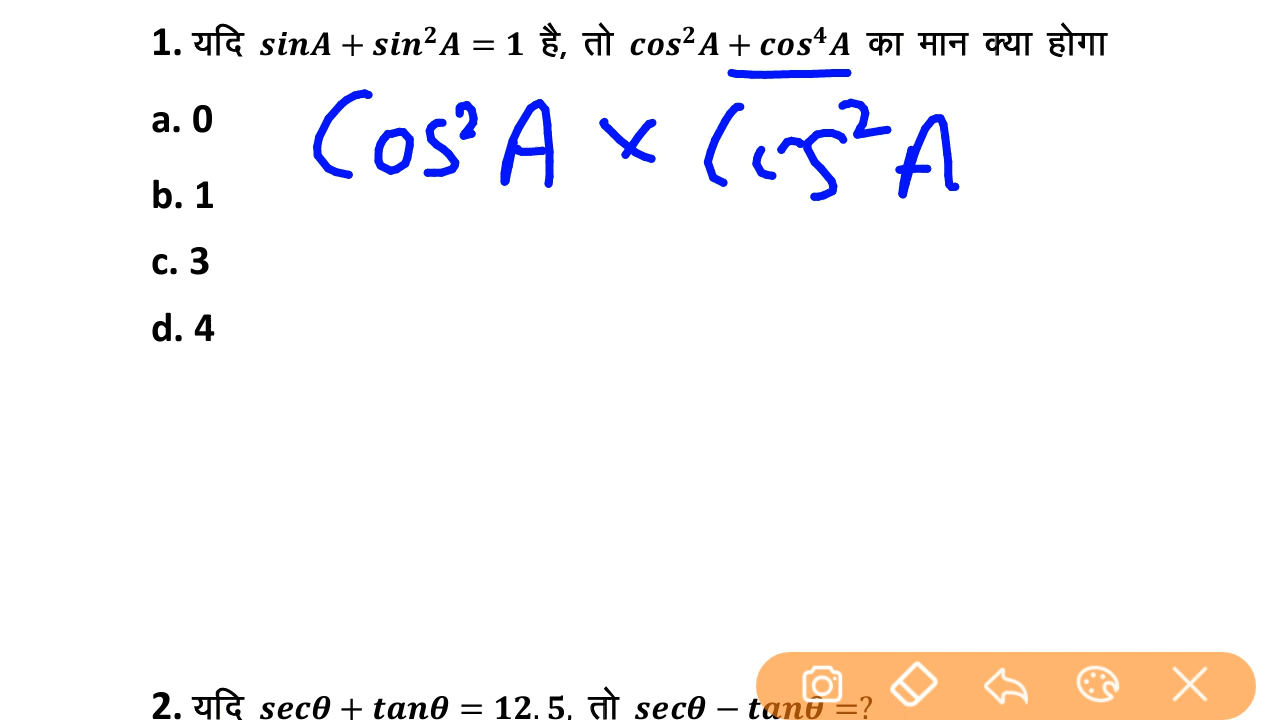 1. यदि sinA + sin²A = 1 है, तो cos²A + cos⁴A का मान क्या होगा
a. 0
Cos²A × Cos²A
b. 1
c. 3
d. 4
2. यदि secθ + tanθ = 12.5, तो secθ − tanθ =?